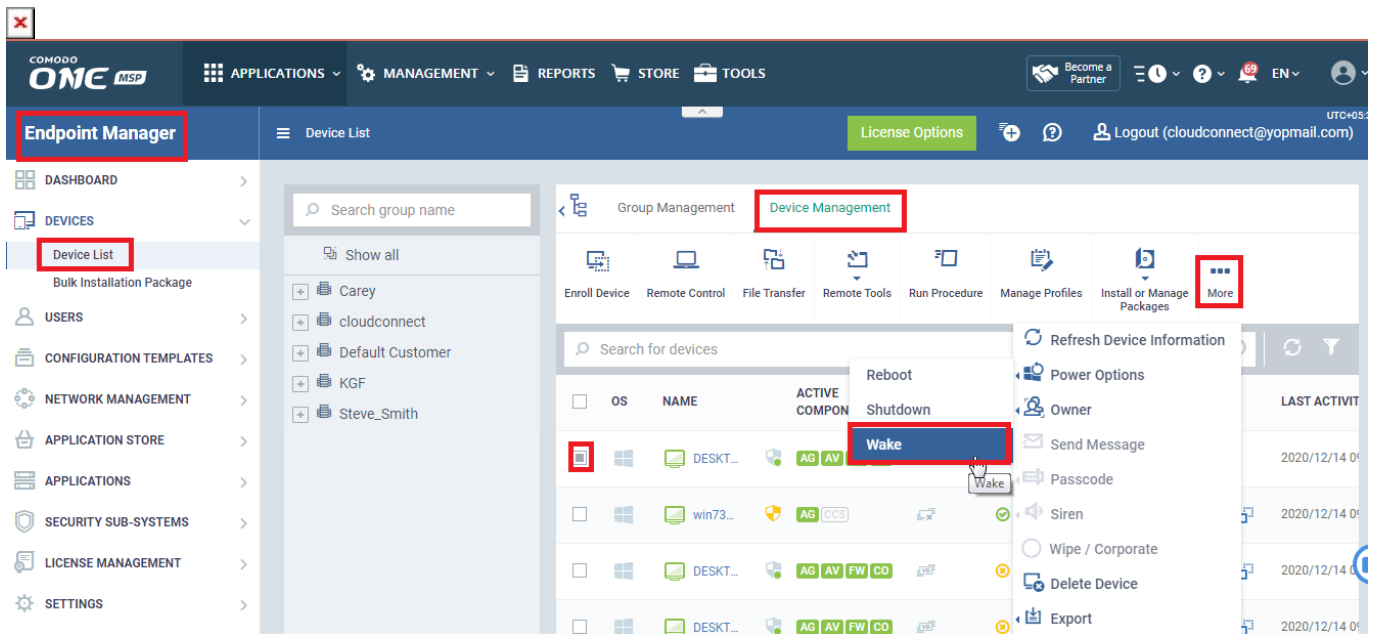 COMODO
ONE MSP
APPLICATIONS
MANAGEMENT
REPORTS
STORE
TOOLS
Become a
Partner
69
EN
Endpoint Manager
Device List
License Options
UTC+05:
Logout (cloudconnect@yopmail.com)
DASHBOARD
DEVICES
Device List
Bulk Installation Package
USERS
CONFIGURATION TEMPLATES
NETWORK MANAGEMENT
APPLICATION STORE
APPLICATIONS
SECURITY SUB-SYSTEMS
LICENSE MANAGEMENT
SETTINGS
Search group name
Show all
Carey
cloudconnect
Default Customer
KGF
Steve_Smith
Group Management
Device Management
Enroll Device
Remote Control
File Transfer
Remote Tools
Run Procedure
Manage Profiles
Install or Manage
Packages
More
Search for devices
Refresh Device Information
Power Options
Owner
Send Message
Passcode
Siren
Wipe / Corporate
Delete Device
Export
Reboot
Shutdown
Wake
Wake
OS
NAME
ACTIVE
COMPON
LAST ACTIVIT
DESKT... AG AV 2020/12/14 09
win73... AG CCS 2020/12/14 09
DESKT... AG AV FW CO 2020/12/14 0
DESKT... AG AV FW CO 2020/12/14 09